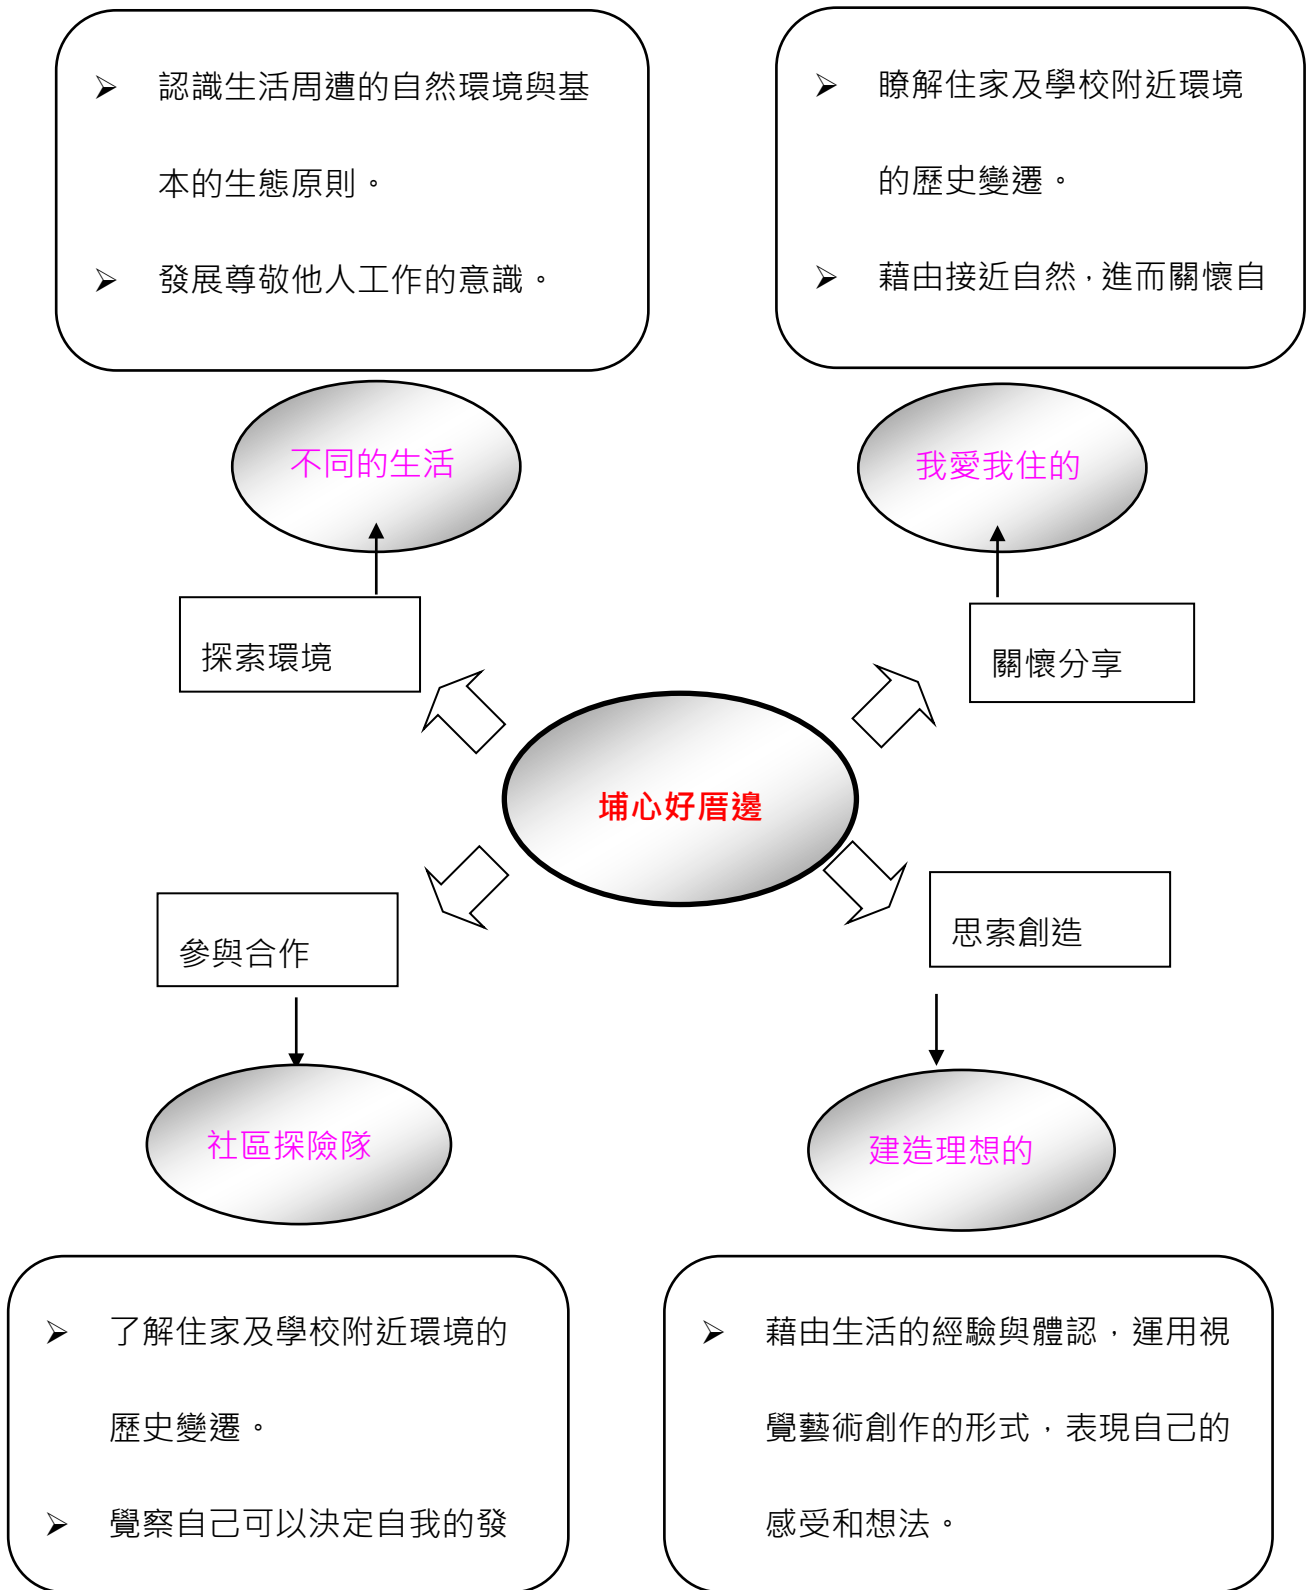 ➢ 認識生活周遭的自然環境與基
本的生態原則。
➢ 發展尊敬他人工作的意識。
➢ 瞭解住家及學校附近環境
的歷史變遷。
➢ 藉由接近自然，進而關懷自
不同的生活
我愛我住的
探索環境
關懷分享
埔心好厝邊
參與合作
思索創造
社區探險隊
建造理想的
➢ 了解住家及學校附近環境的
歷史變遷。
➢ 覺察自己可以決定自我的發
➢ 藉由生活的經驗與體認，運用視
覺藝術創作的形式，表現自己的
感受和想法。